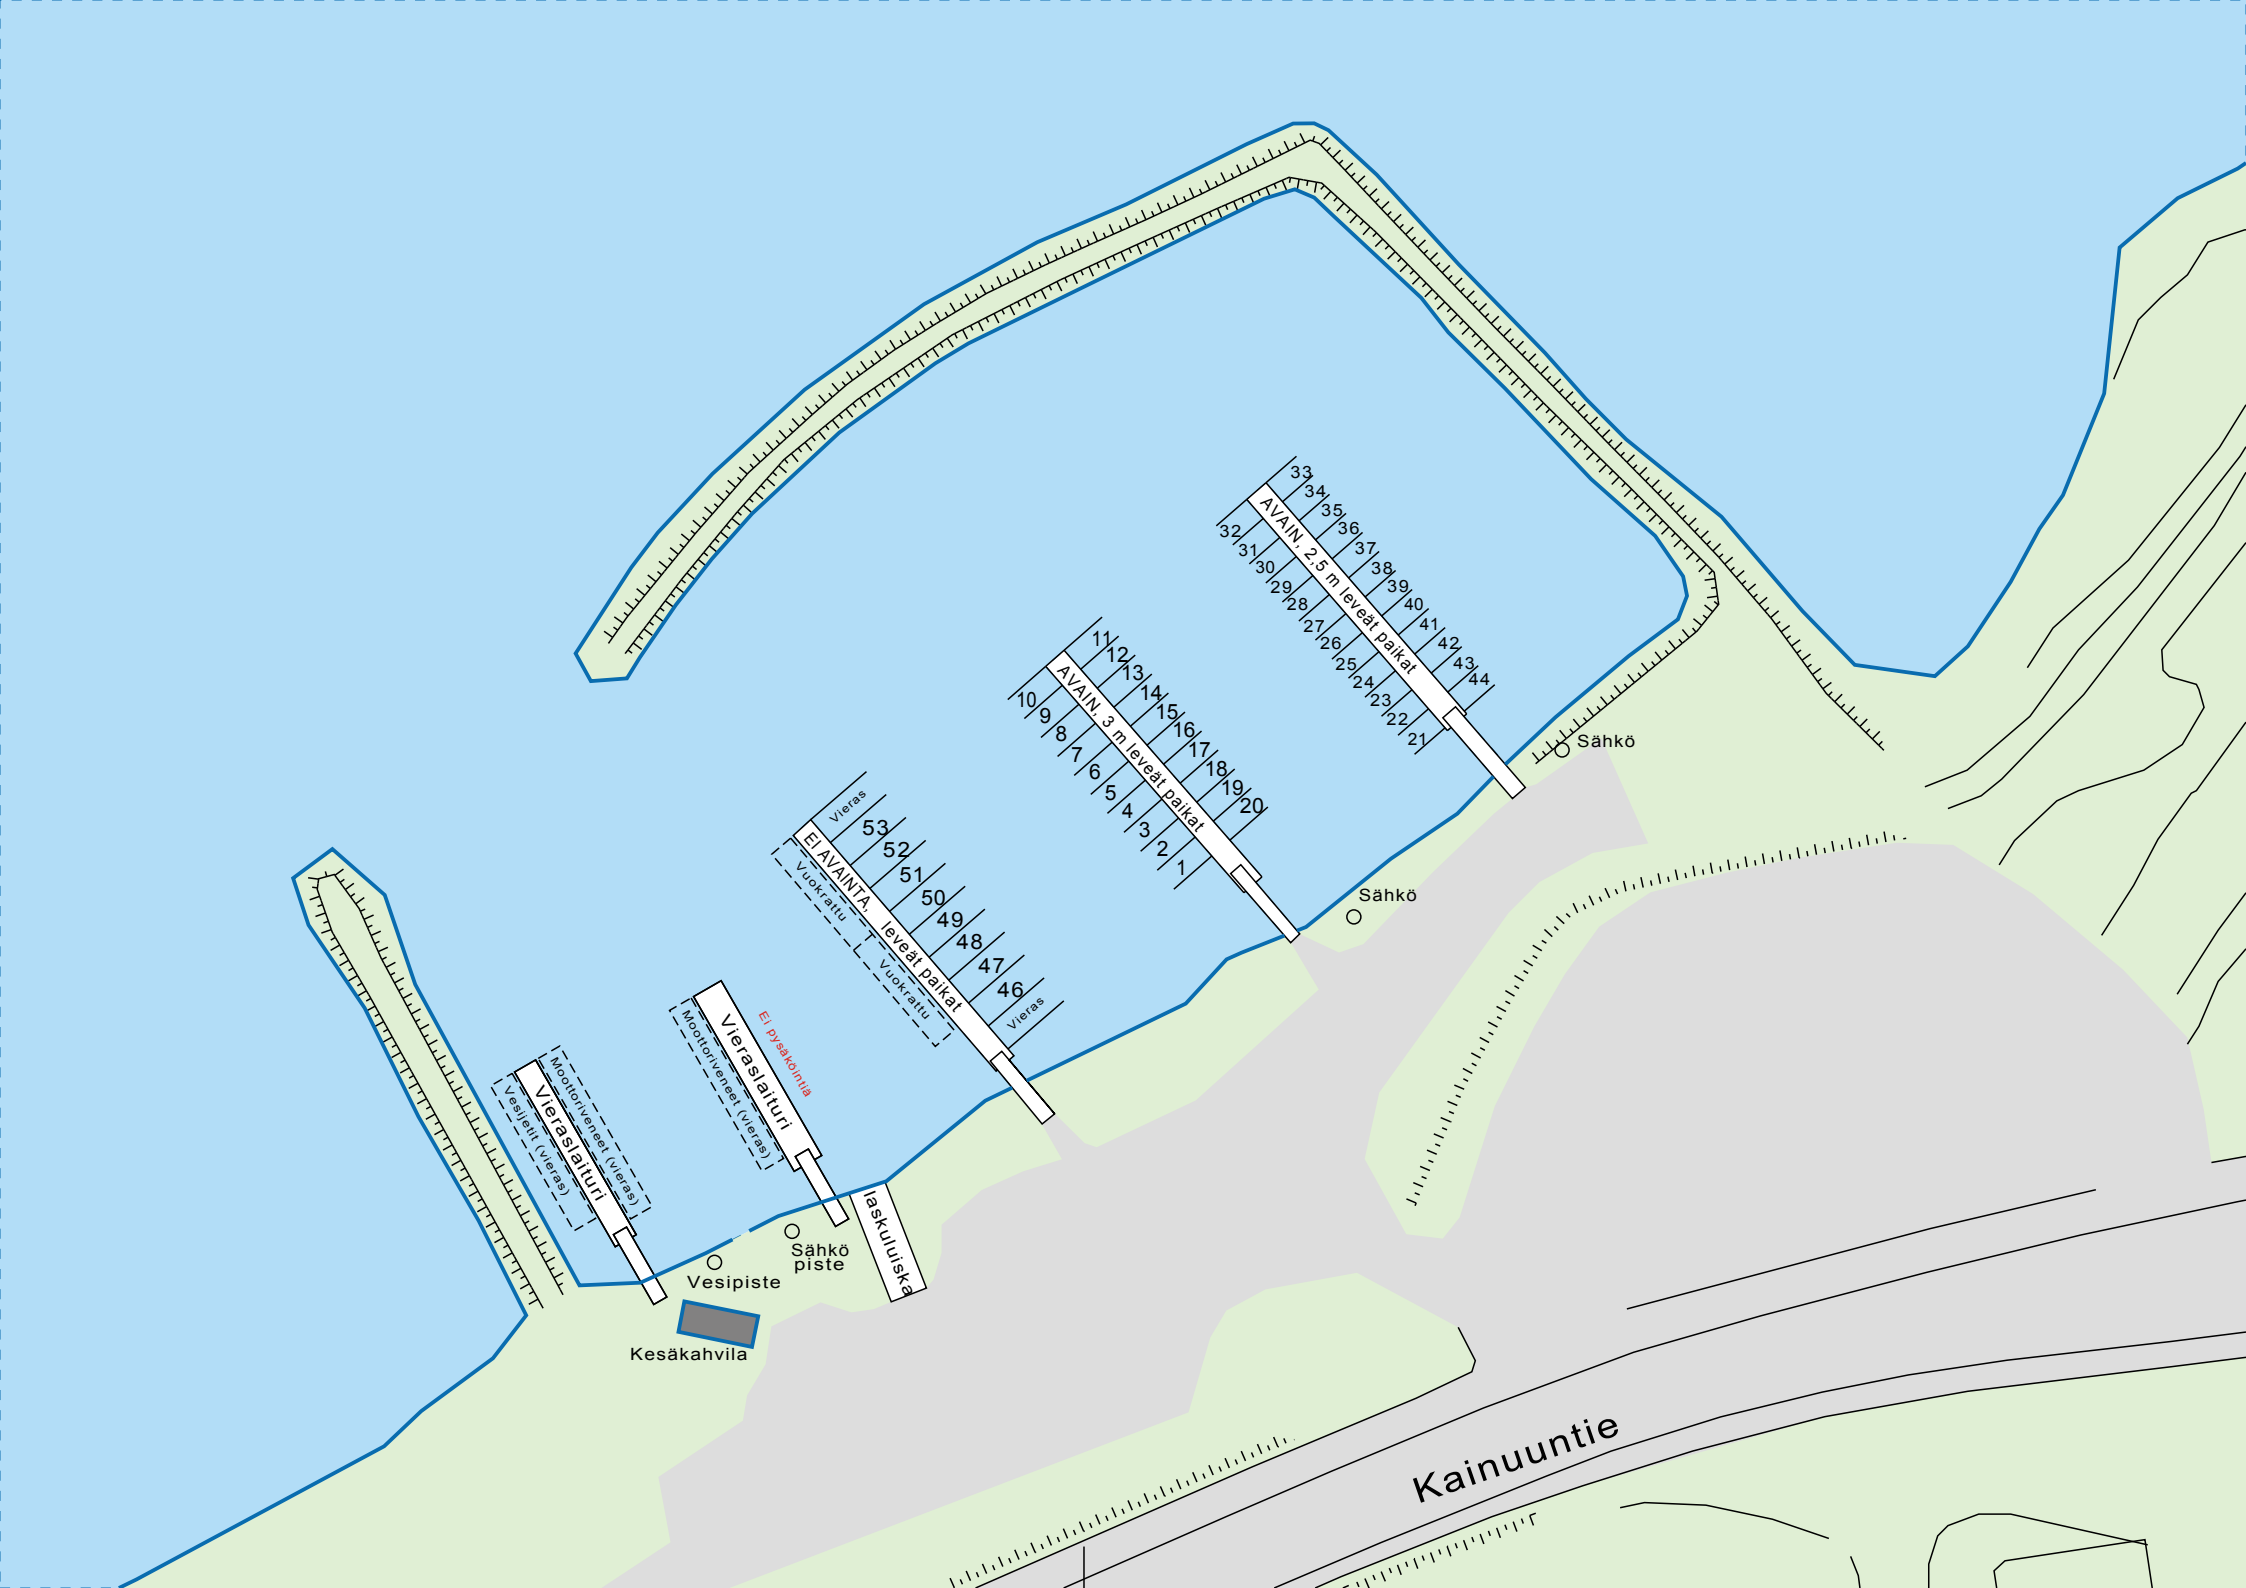 33
34
35
36
37
38
39
40
41
42
43
44
AVAIN, 2,5 m leveät paikat
32
31
30
29
28
27
26
25
24
23
22
21
Sähkö
11
12
13
14
15
16
17
18
19
20
AVAIN, 3 m leveät paikat
10
9
8
7
6
5
4
3
2
1
Sähkö
Vieras
53
52
51
50
49
48
47
46
Vieras
EI AVAINTA, leveät paikat
Vuokrattu
Vuokrattu
Ei pysäköintiä
Vieraslaituri
Moottoriveneet (vieras)
Moottoriveneet (vieras)
Vieraslaituri
Vesijetit (vieras)
laskuluiska
Sähkö
piste
Vesipiste
Kesäkahvila
Kainuuntie